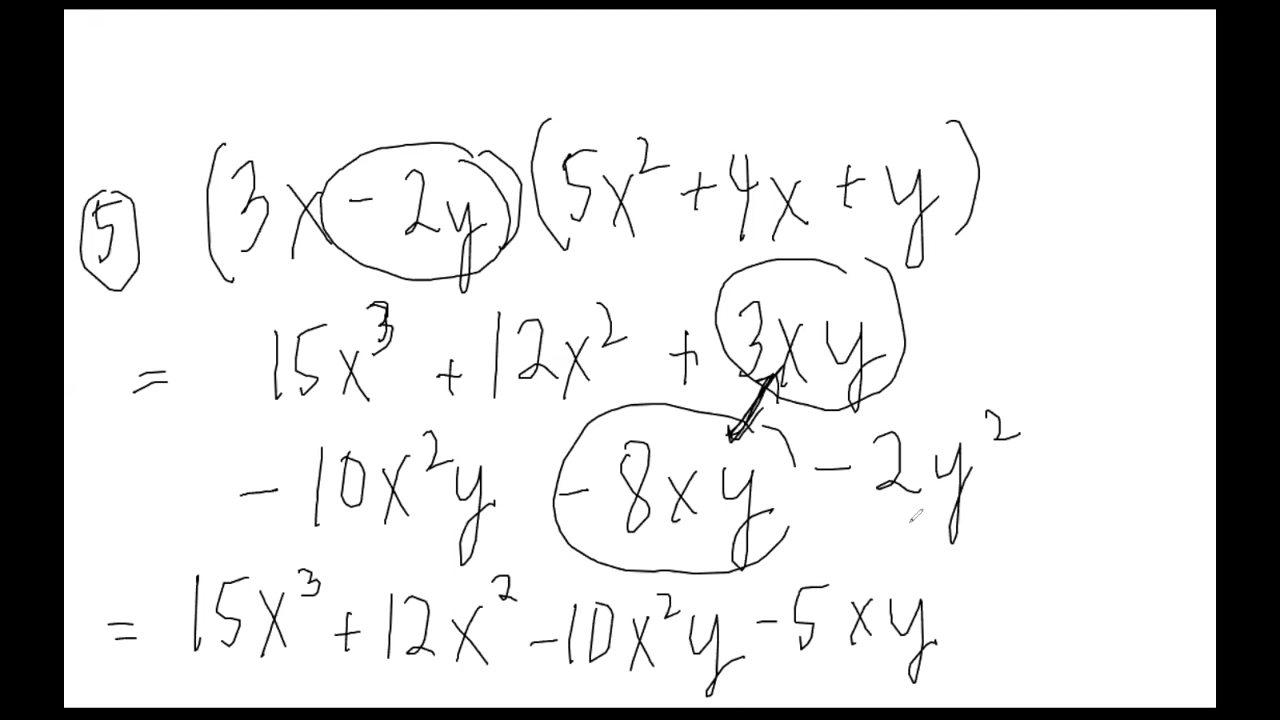 ⑤ (3x - 2y)(5x² + 4x + y)
= 15x³ + 12x² + 3xy
- 10x²y - 8xy - 2y²
= 15x³ + 12x² - 10x²y - 5xy